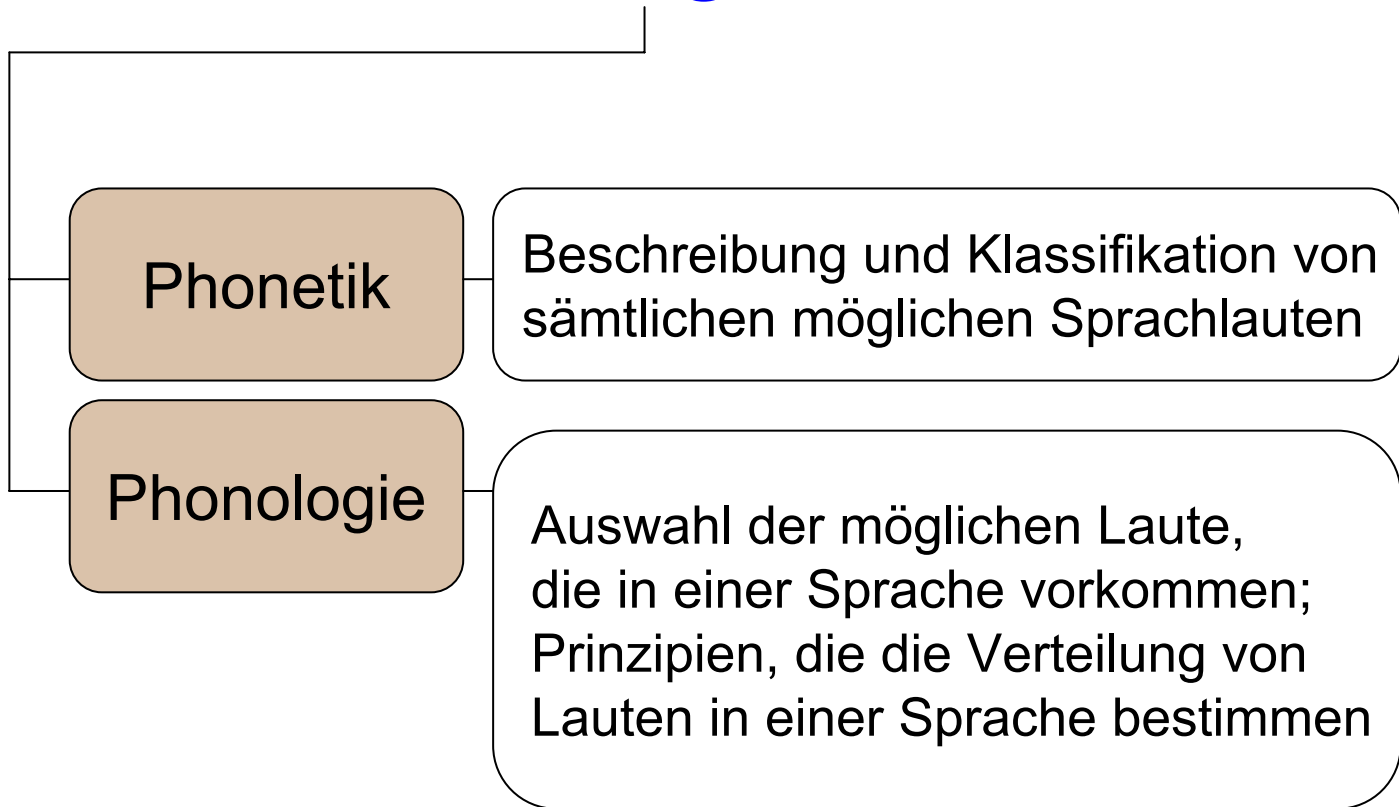 Phonetik
Beschreibung und Klassifikation von
sämtlichen möglichen Sprachlauten
Phonologie
Auswahl der möglichen Laute,
die in einer Sprache vorkommen;
Prinzipien, die die Verteilung von
Lauten in einer Sprache bestimmen